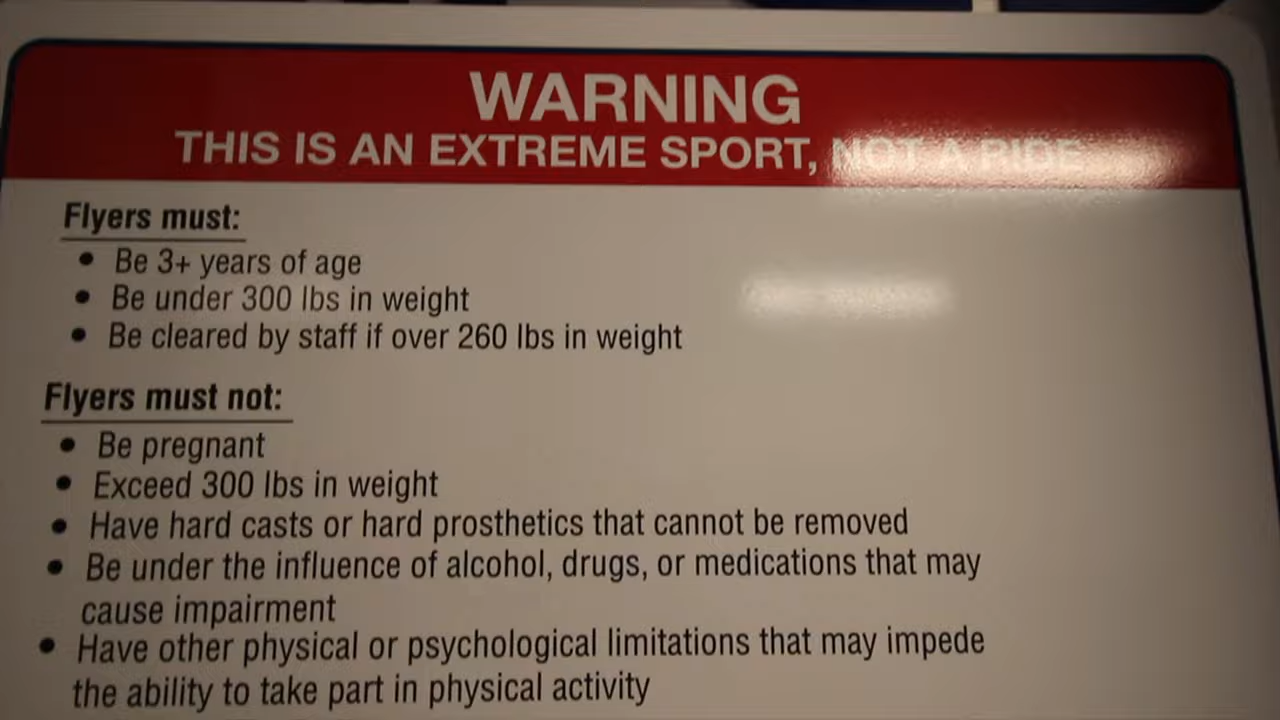 WARNING
THIS IS AN EXTREME SPORT, NOT A RIDE
Flyers must:
• Be 3+ years of age
• Be under 300 lbs in weight
• Be cleared by staff if over 260 lbs in weight
Flyers must not:
• Be pregnant
• Exceed 300 lbs in weight
• Have hard casts or hard prosthetics that cannot be removed
• Be under the influence of alcohol, drugs, or medications that may
cause impairment
• Have other physical or psychological limitations that may impede
the ability to take part in physical activity